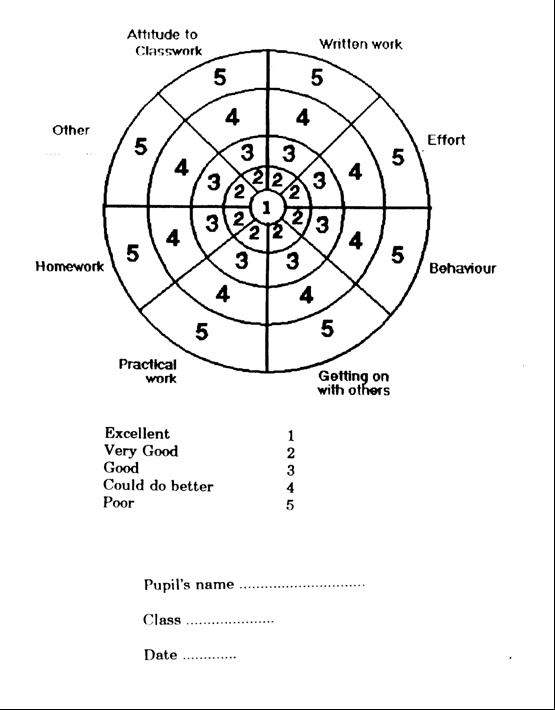 Attitude to
Classwork
Written work
5 5
4 4
Other
5
Effort
5
4 4
3 3
3 3
2 2
2 2
1
2 2
2 2
3 3
3 3
4 4
5 5
Homework
Behaviour
4 4
5 5
Practical
work
Getting on
with others
Excellent 1
Very Good 2
Good 3
Could do better 4
Poor 5
Pupil's name ..............................
Class .....................
Date .............